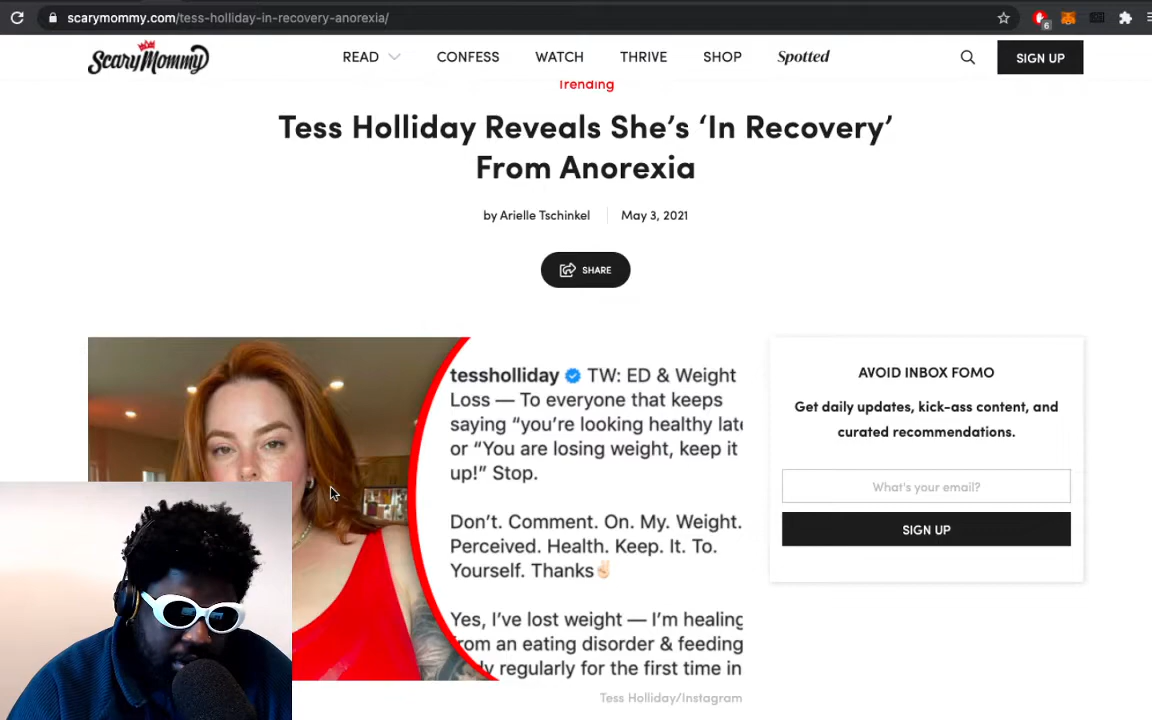 scarymommy.com/tess-holliday-in-recovery-anorexia/
6
Scary Mommy
READ CONFESS WATCH THRIVE SHOP Spotted SIGN UP
Trending
Tess Holliday Reveals She's 'In Recovery'
From Anorexia
by Arielle Tschinkel May 3, 2021
SHARE
tessholliday TW: ED & Weight
Loss — To everyone that keeps
saying "you're looking healthy
or "You are losing weight, keep it
up!" Stop.
Don't. Comment. On. My. Weight.
Perceived. Health. Keep. It. To.
Yourself. Thanks✌🏻
Yes, I've lost weight — I'm healing
from an eating disorder & feeding
regularly for the first time in
Tess Holliday/Instagram
AVOID INBOX FOMO
Get daily updates, kick-ass content, and
curated recommendations.
What's your email?
SIGN UP